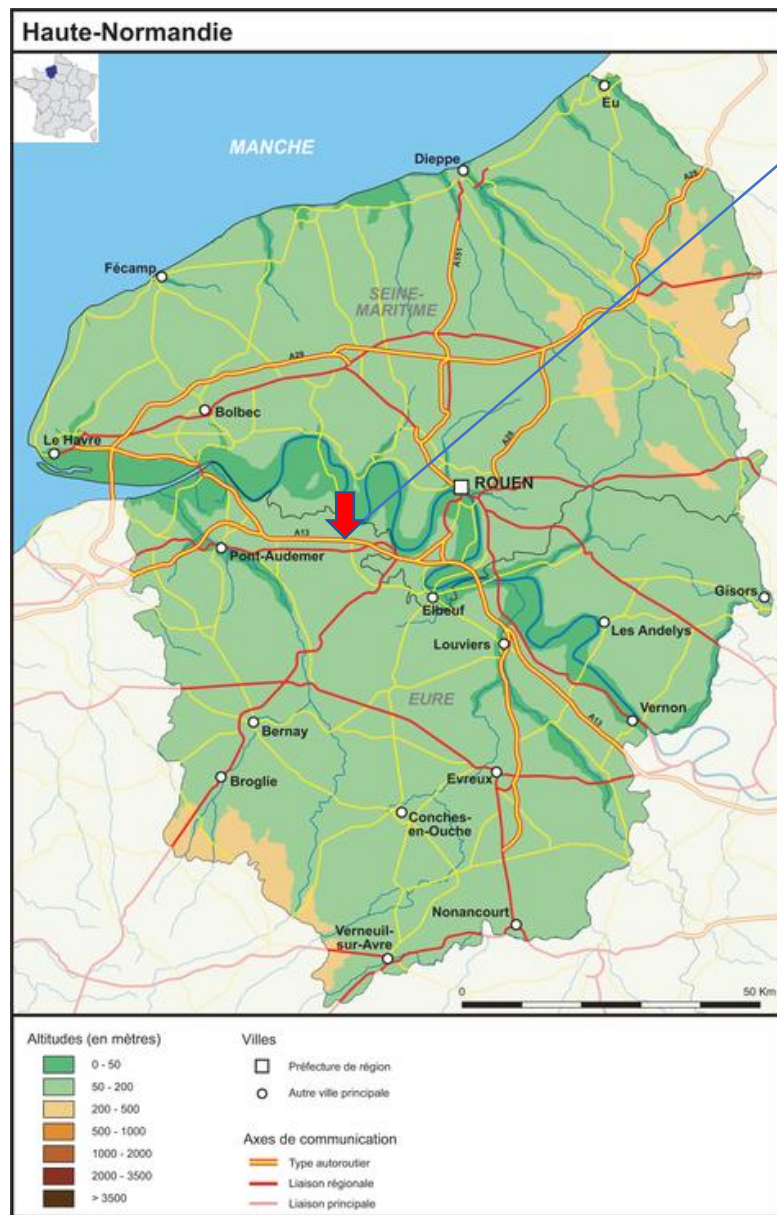 Haute-Normandie
MANCHE
Eu
Dieppe
A28
A151
Fécamp
SEINE-
MARITIME
A29
Bolbec
Le Havre
A28
ROUEN
A13
Pont-Audemer
Elbeuf
Gisors
Les Andelys
Louviers
EURE
Vernon
A13
Bernay
Broglie
Evreux
Conches-
en-Ouche
Nonancourt
Verneuil-
sur-Avre
0 50 Km
Altitudes (en mètres)
0 - 50
50 - 200
200 - 500
500 - 1000
1000 - 2000
2000 - 3500
> 3500
Villes
Préfecture de région
Autre ville principale
Axes de communication
Type autoroutier
Liaison régionale
Liaison principale